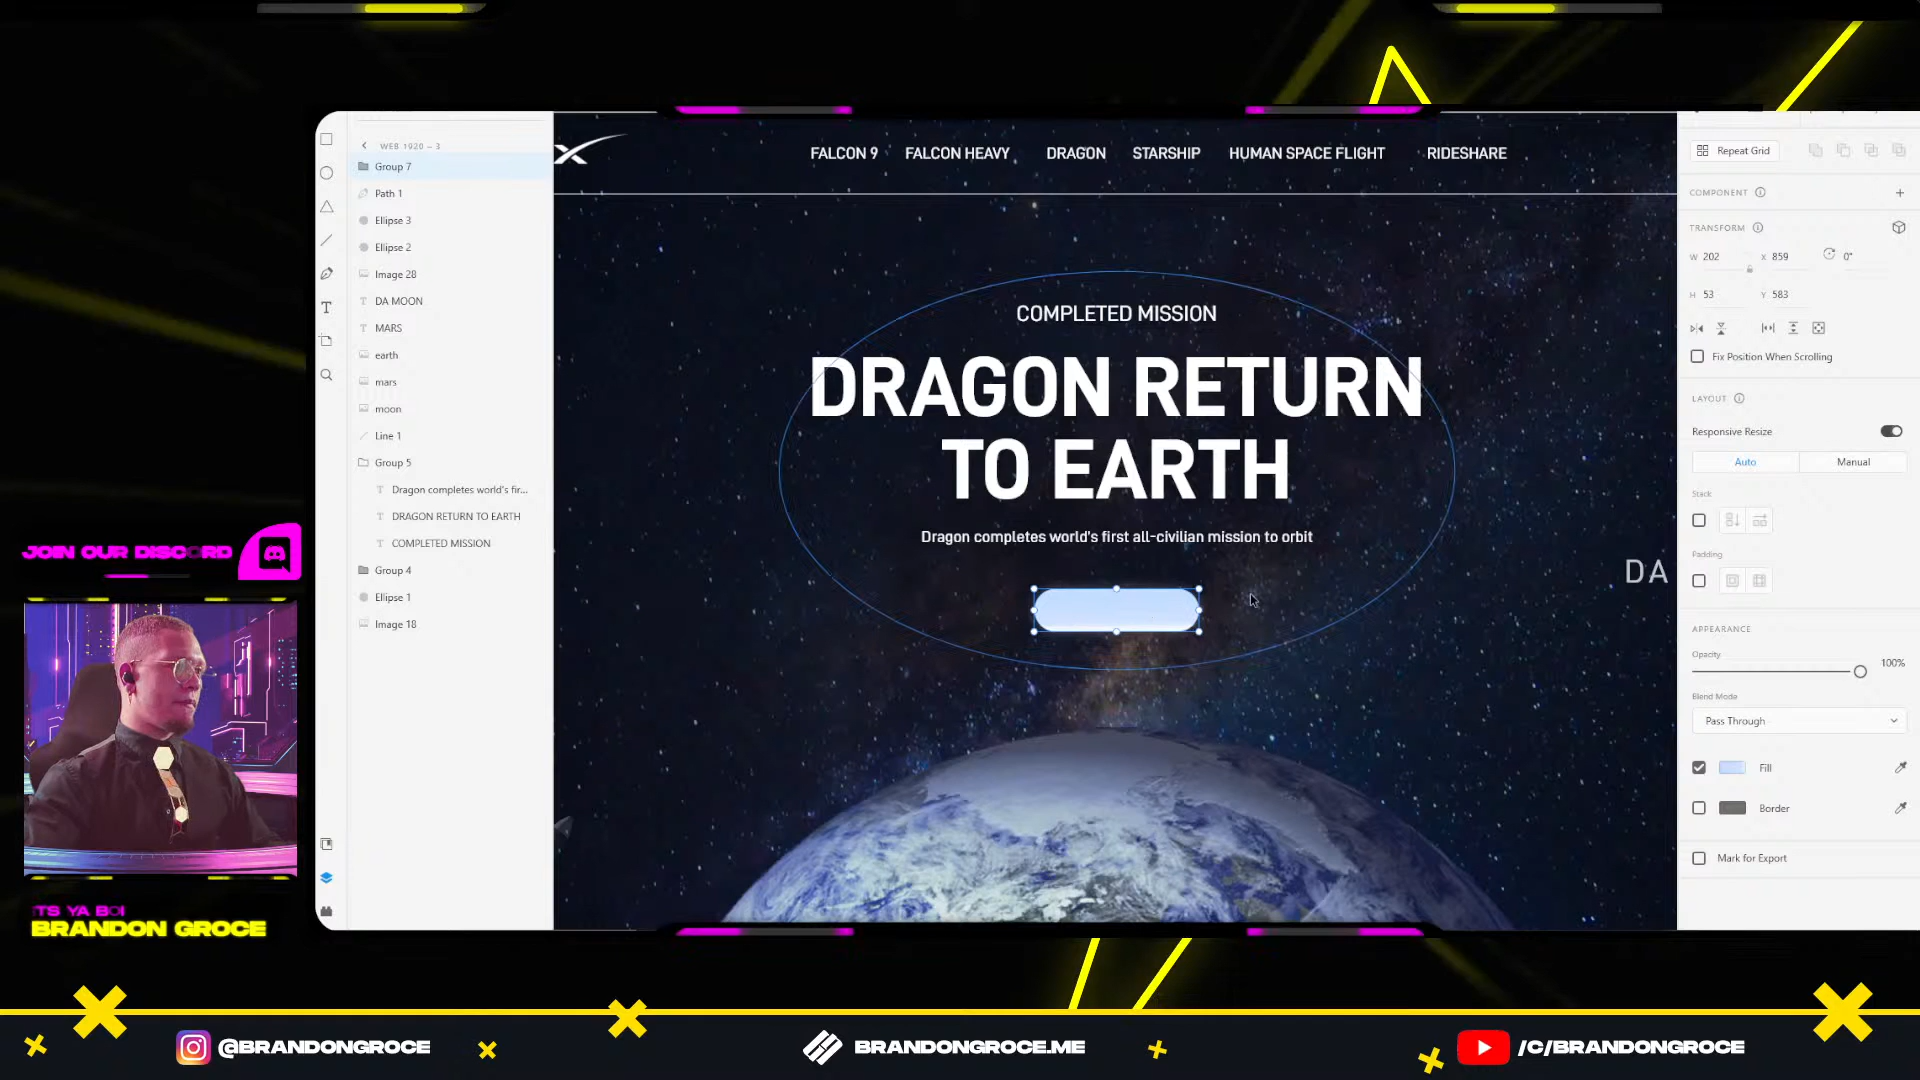 WEB 1920 – 3
Group 7
Path 1
Ellipse 3
Ellipse 2
Image 28
DA MOON
MARS
earth
mars
moon
Line 1
Group 5
Dragon completes world's fir...
DRAGON RETURN TO EARTH
COMPLETED MISSION
Group 4
Ellipse 1
Image 18
X
FALCON 9 FALCON HEAVY DRAGON STARSHIP HUMAN SPACE FLIGHT RIDESHARE
COMPLETED MISSION
DRAGON RETURN
TO EARTH
Dragon completes world's first all-civilian mission to orbit
DA
Repeat Grid
COMPONENT
TRANSFORM
W 202 X 859 0°
H 53 Y 583
Fix Position When Scrolling
LAYOUT
Responsive Resize
Auto Manual
Stack
Padding
APPEARANCE
Opacity
100%
Blend Mode
Pass Through
Fill
Border
Mark for Export
JOIN OUR DISCORD
ITS YA BOI
BRANDON GROCE
@BRANDONGROCE
BRANDONGROCE.ME
/C/BRANDONGROCE